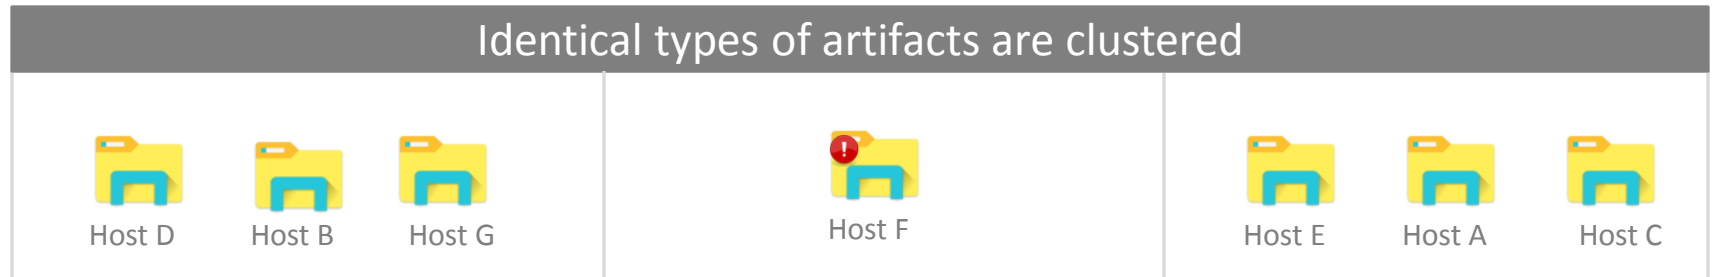 Identical types of artifacts are clustered
Host D Host B Host G Host F Host E Host A Host C